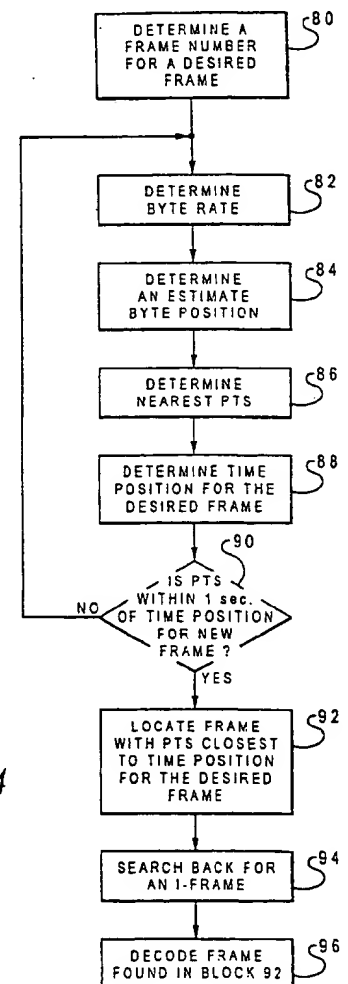 80
DETERMINE A
FRAME NUMBER
FOR A DESIRED
FRAME
82
DETERMINE
BYTE RATE
84
DETERMINE
AN ESTIMATE
BYTE POSITION
86
DETERMINE
NEAREST PTS
88
DETERMINE TIME
POSITION FOR THE
DESIRED FRAME
90
IS PTS
WITHIN 1 sec.
OF TIME POSITION
FOR NEW
FRAME ?
NO
YES
92
LOCATE FRAME
WITH PTS CLOSEST
TO TIME POSITION
FOR THE DESIRED
FRAME
4
94
SEARCH BACK FOR
AN I-FRAME
96
DECODE FRAME
FOUND IN BLOCK 92